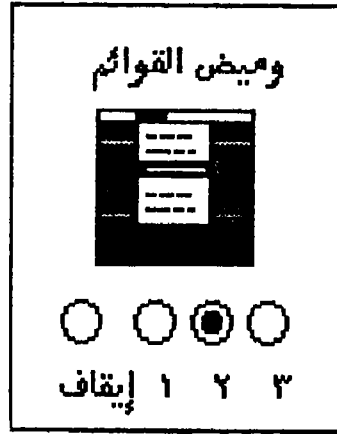 وميض القوائم
٣ ٢ ١ إيقاف